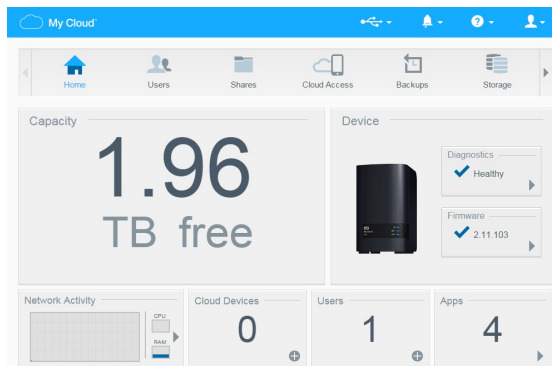 My Cloud
Home
Users
Shares
Cloud Access
Backups
Storage
Capacity
1.96
TB free
Device
Diagnostics
Healthy
Firmware
2.11.103
Network Activity
CPU
RAM
Cloud Devices
0
Users
1
Apps
4